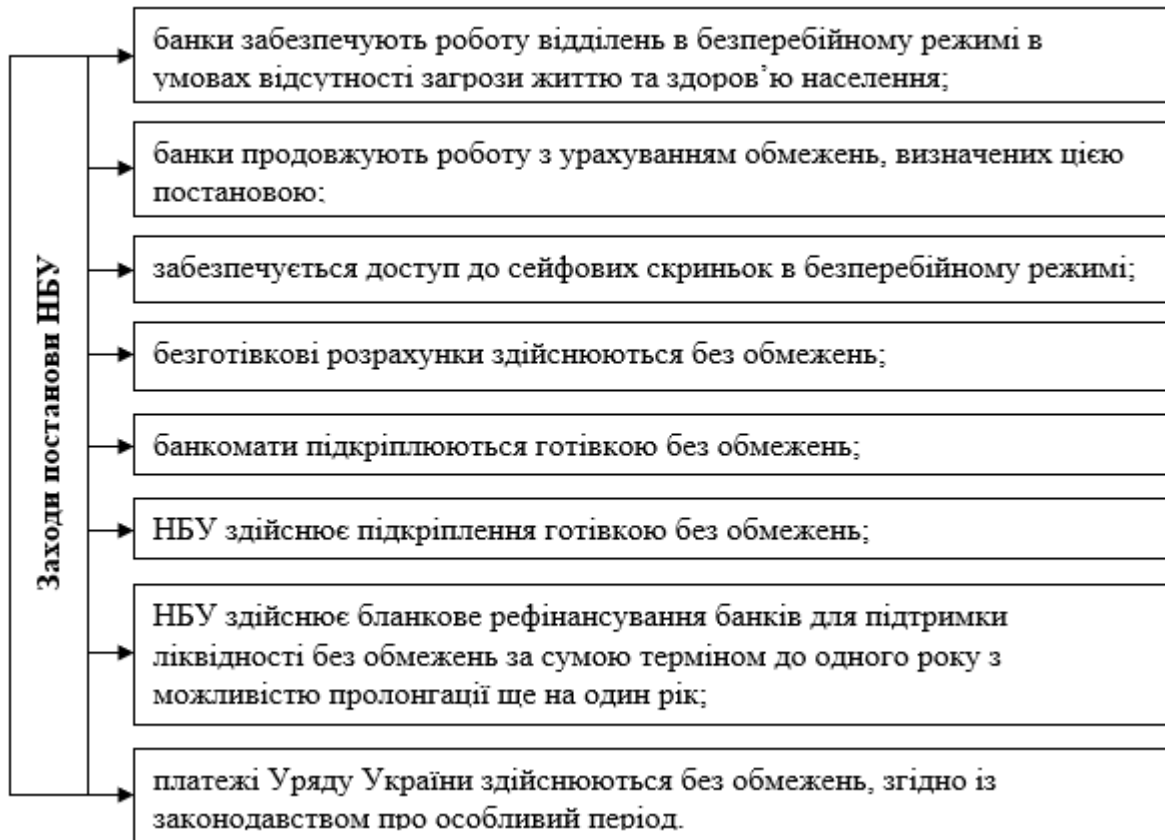 Заходи постанови НБУ
банки забезпечують роботу відділень в безперебійному режимі в
умовах відсутності загрози життю та здоров’ю населення;
банки продовжують роботу з урахуванням обмежень, визначених цією
постановою;
забезпечується доступ до сейфових скриньок в безперебійному режимі;
безготівкові розрахунки здійснюються без обмежень;
банкомати підкріплюються готівкою без обмежень;
НБУ здійснює підкріплення готівкою без обмежень;
НБУ здійснює бланкове рефінансування банків для підтримки
ліквідності без обмежень за сумою терміном до одного року з
можливістю пролонгації ще на один рік;
платежі Уряду України здійснюються без обмежень, згідно із
законодавством про особливий період.